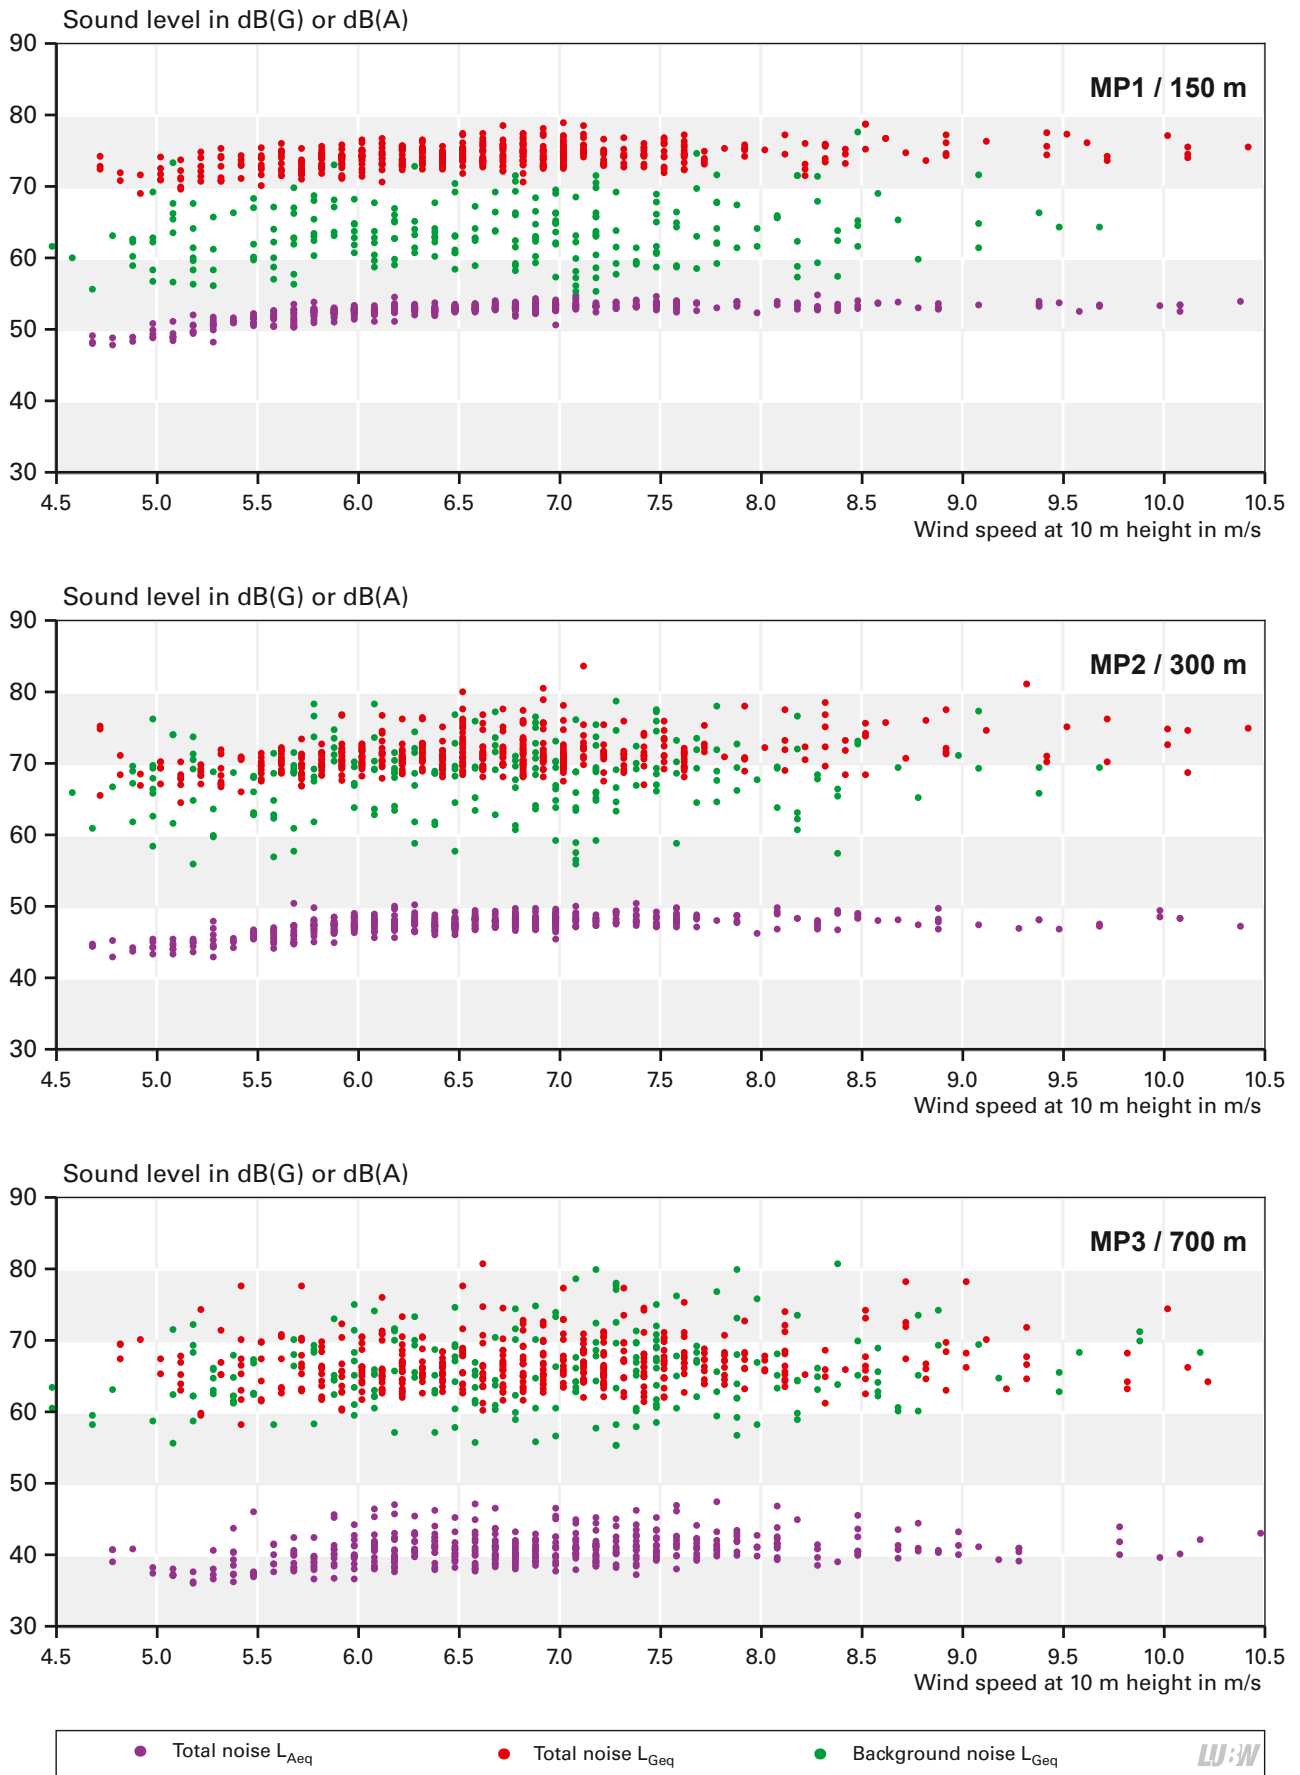 Sound level in dB(G) or dB(A)
90
MP1 / 150 m
80
70
60
50
40
30
4.5 5.0 5.5 6.0 6.5 7.0 7.5 8.0 8.5 9.0 9.5 10.0 10.5
Wind speed at 10 m height in m/s
Sound level in dB(G) or dB(A)
90
MP2 / 300 m
80
70
60
50
40
30
4.5 5.0 5.5 6.0 6.5 7.0 7.5 8.0 8.5 9.0 9.5 10.0 10.5
Wind speed at 10 m height in m/s
Sound level in dB(G) or dB(A)
90
MP3 / 700 m
80
70
60
50
40
30
4.5 5.0 5.5 6.0 6.5 7.0 7.5 8.0 8.5 9.0 9.5 10.0 10.5
Wind speed at 10 m height in m/s
Total noise LAeq Total noise LGeq Background noise LGeq LUBW